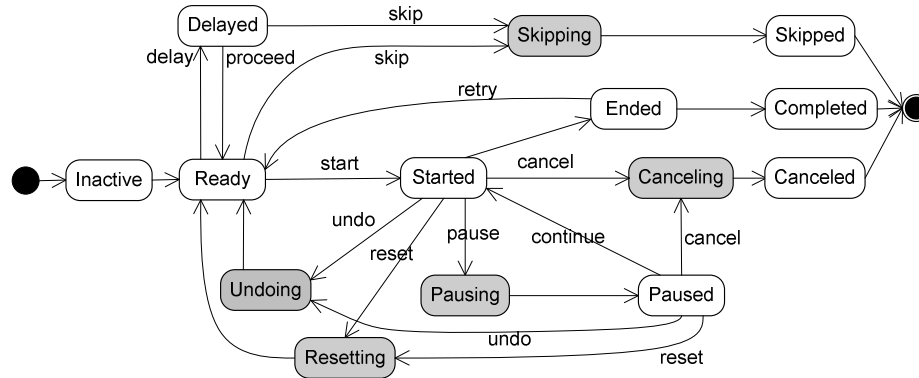 Delayed
skip
Skipping
Skipped
delay
proceed
skip
retry
Ended
Completed
Inactive
Ready
start
Started
cancel
Canceling
Canceled
undo
reset
pause
continue
cancel
Undoing
Pausing
Paused
undo
Resetting
reset